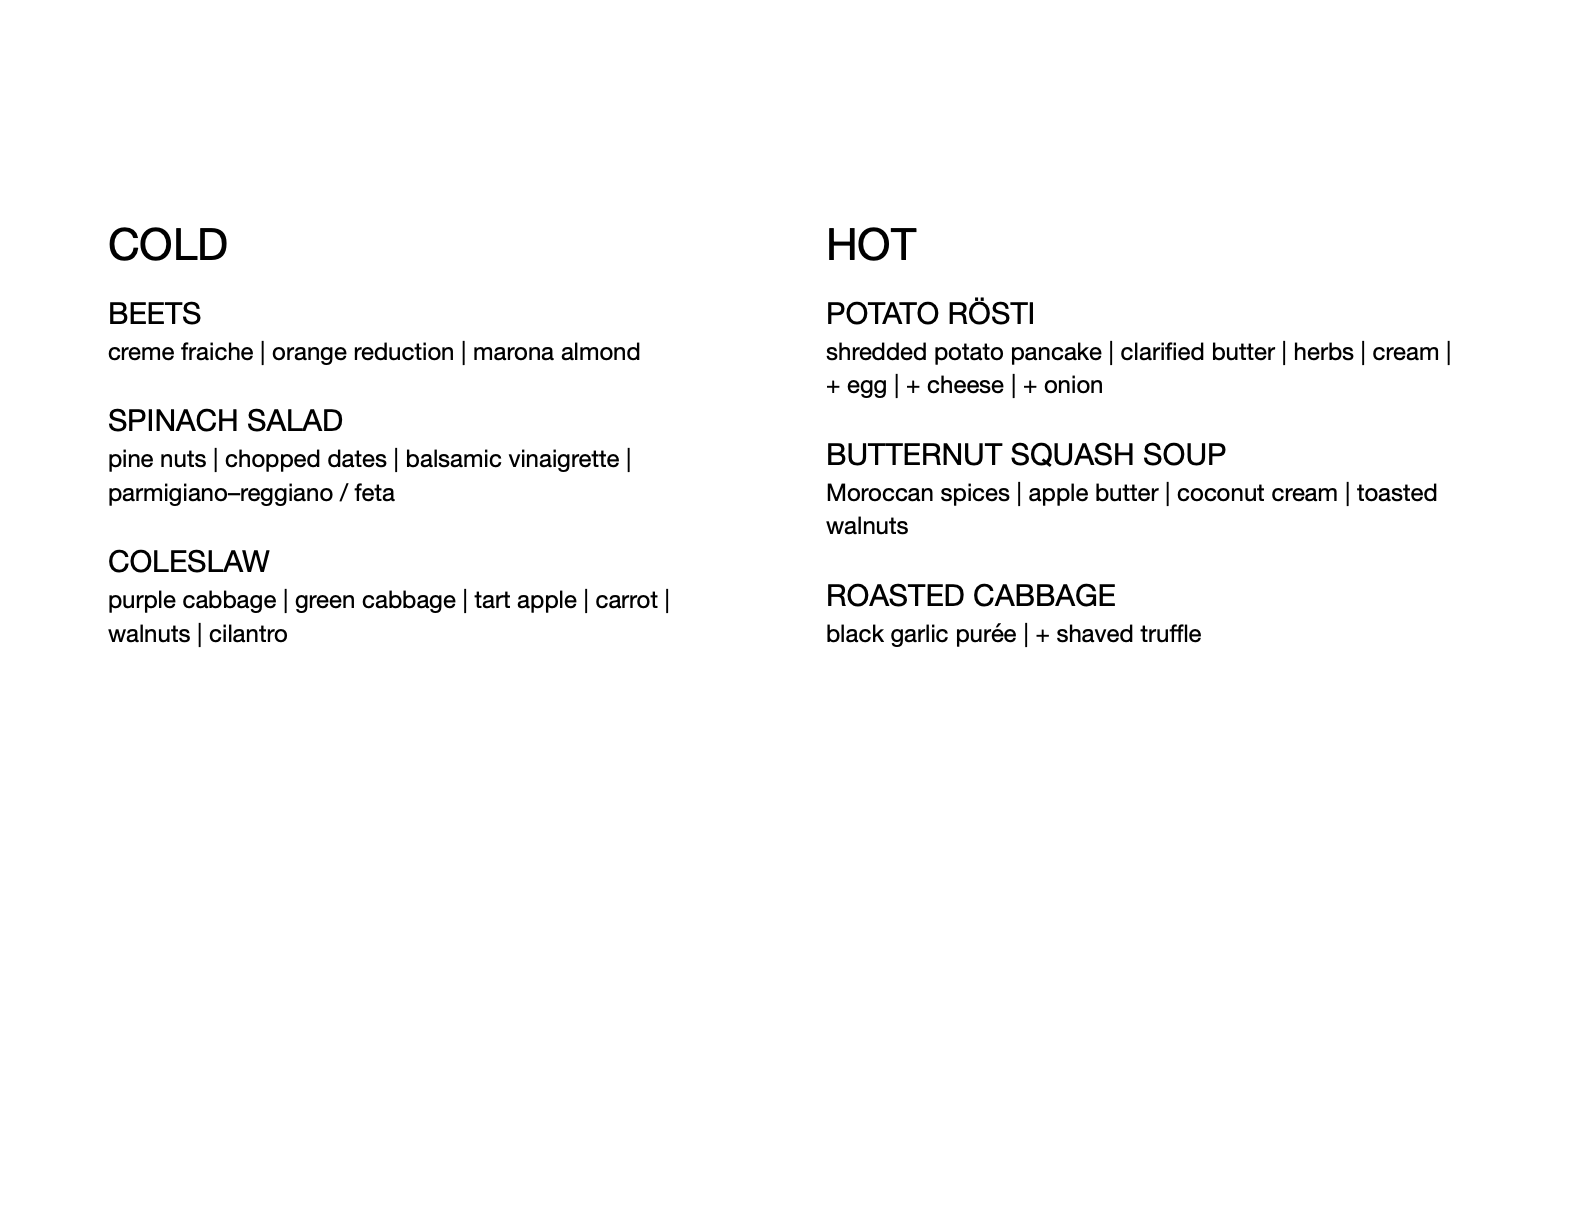 COLD
BEETS
creme fraiche | orange reduction | marona almond
SPINACH SALAD
pine nuts | chopped dates | balsamic vinaigrette |
parmigiano–reggiano / feta
COLESLAW
purple cabbage | green cabbage | tart apple | carrot |
walnuts | cilantro
HOT
POTATO RÖSTI
shredded potato pancake | clarified butter | herbs | cream |
+ egg | + cheese | + onion
BUTTERNUT SQUASH SOUP
Moroccan spices | apple butter | coconut cream | toasted
walnuts
ROASTED CABBAGE
black garlic purée | + shaved truffle